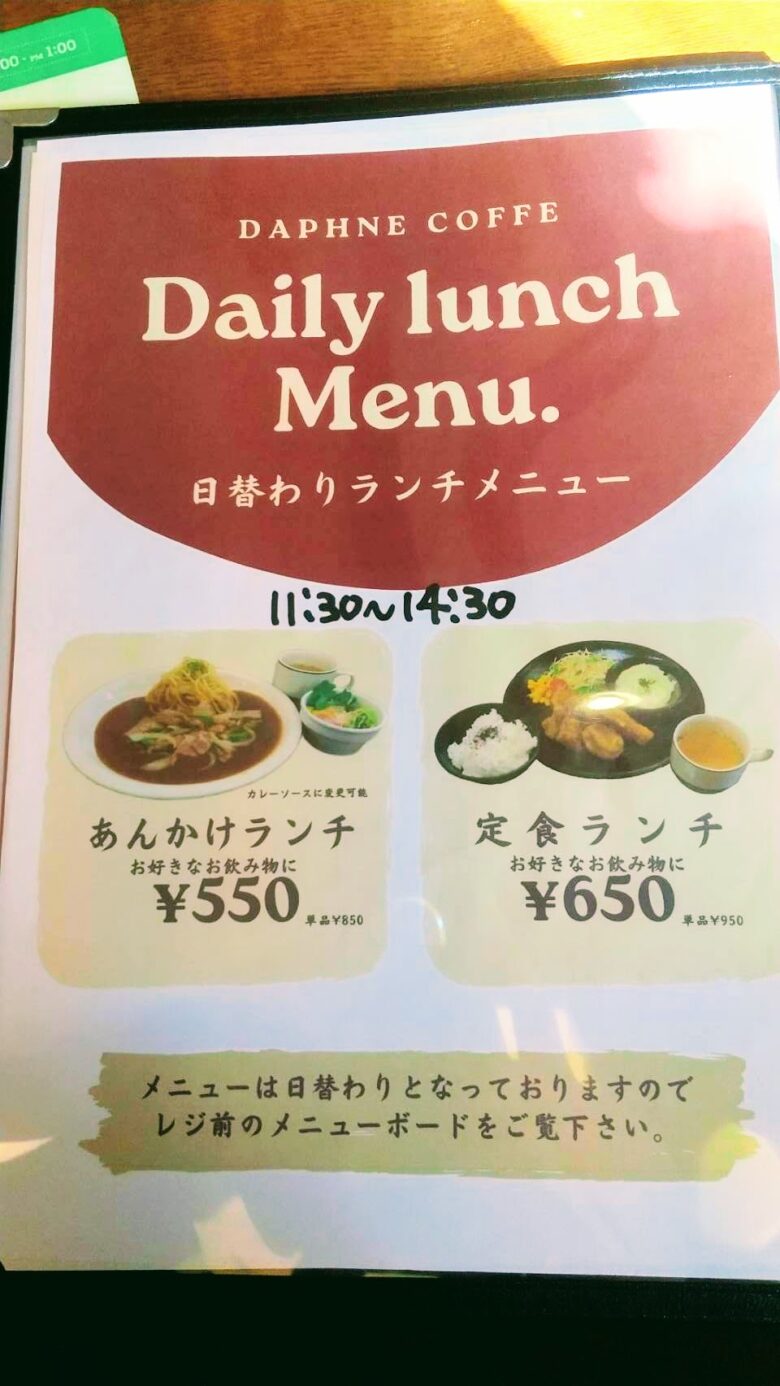 00 - PM 1:00
DAPHNE COFFE
Daily lunch
Menu.
日替わりランチメニュー
11:30~14:30
カレーソースに変更可能
あんかけランチ
お好きなお飲み物に
¥550 単品¥850
定食ランチ
お好きなお飲み物に
¥650 単品¥950
メニューは日替わりとなっておりますので
レジ前のメニューボードをご覧下さい。